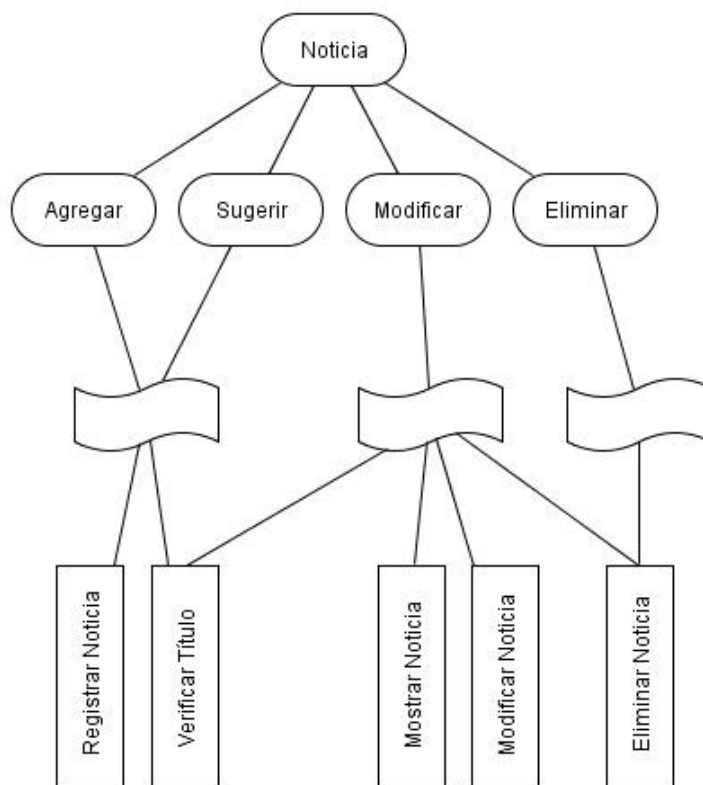 Noticia
Agregar
Sugerir
Modificar
Eliminar
Registrar Noticia
Verificar Título
Mostrar Noticia
Modificar Noticia
Eliminar Noticia